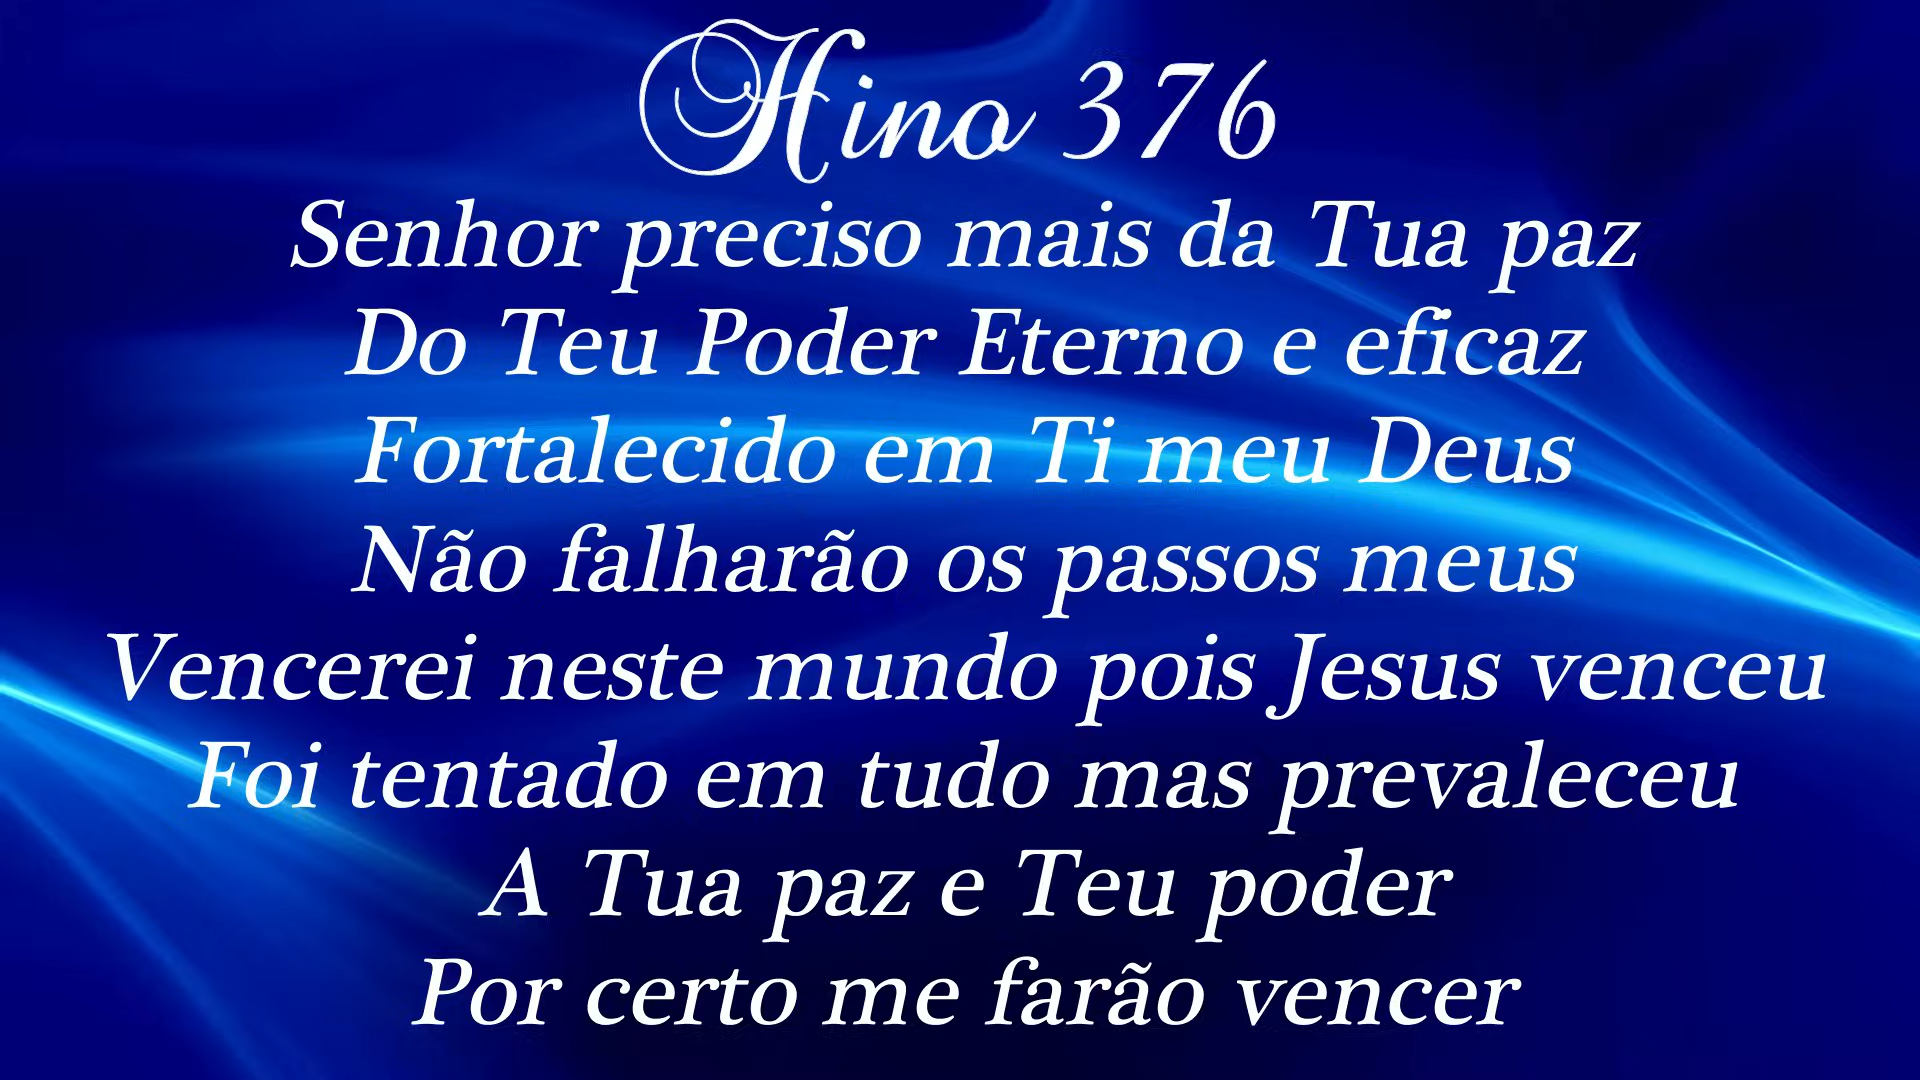 Hino 376
Senhor preciso mais da Tua paz
Do Teu Poder Eterno e eficaz
Fortalecido em Ti meu Deus
Não falharão os passos meus
Vencerei neste mundo pois Jesus venceu
Foi tentado em tudo mas prevaleceu
A Tua paz e Teu poder
Por certo me farão vencer